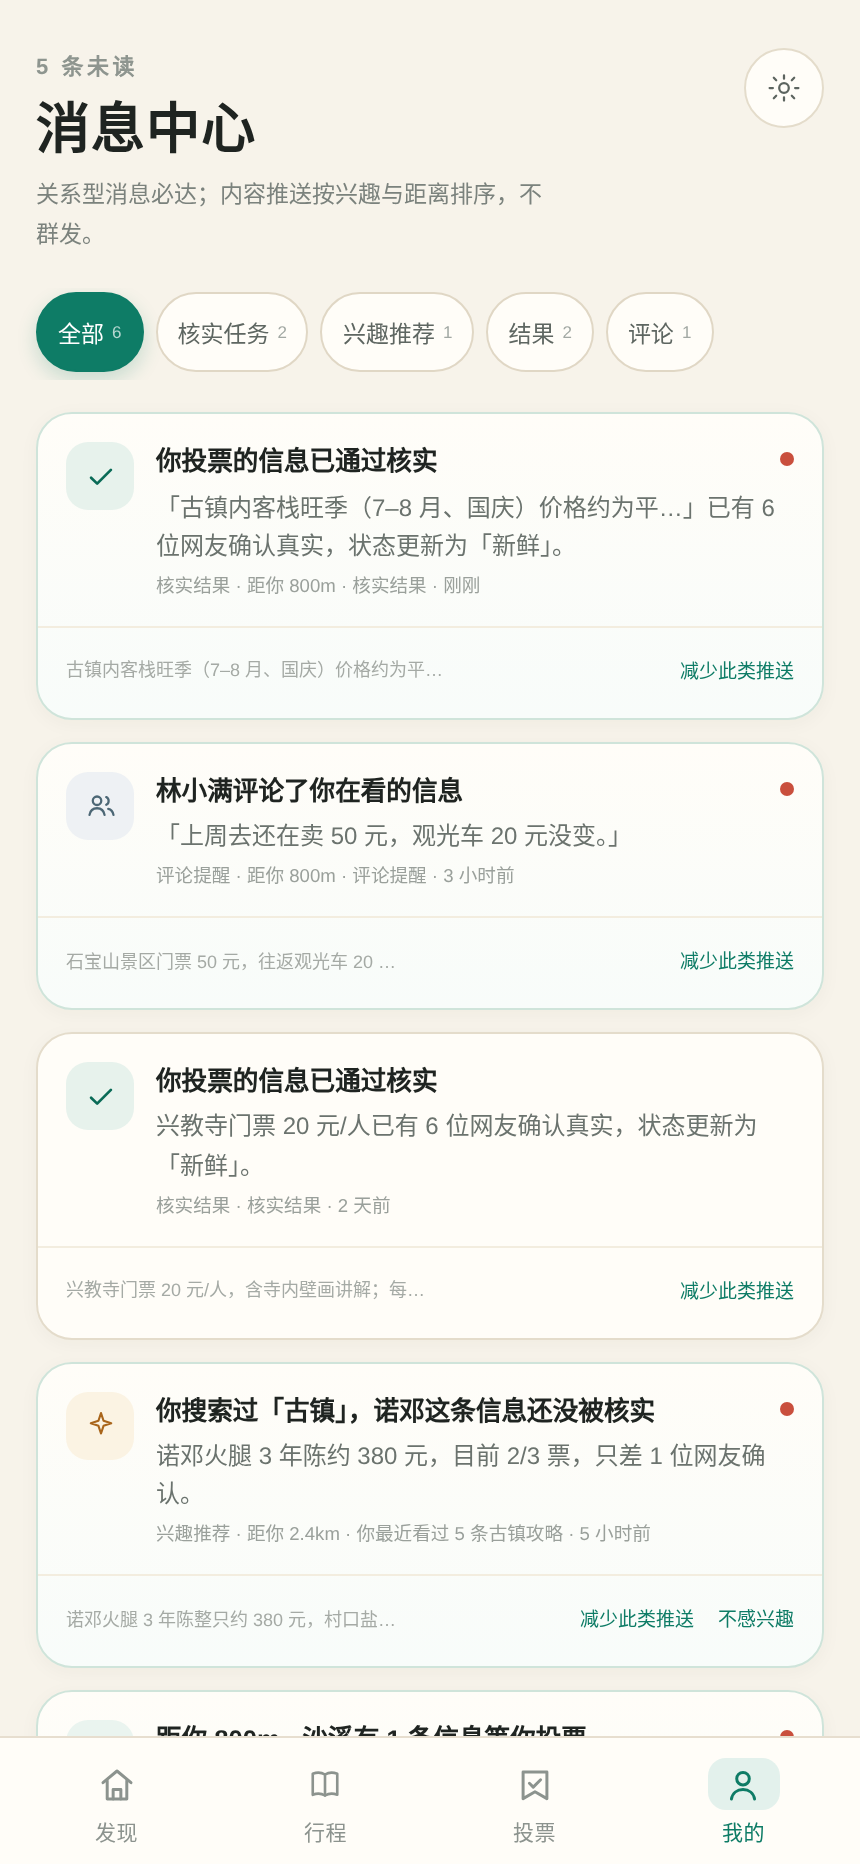 5 条未读
消息中心
关系型消息必达；内容推送按兴趣与距离排序，不
群发。
全部 6
核实任务 2
兴趣推荐 1
结果 2
评论 1
你投票的信息已通过核实
「古镇内客栈旺季（7–8 月、国庆）价格约为平…」已有 6
位网友确认真实，状态更新为「新鲜」。
核实结果 · 距你 800m · 核实结果 · 刚刚
古镇内客栈旺季（7–8 月、国庆）价格约为平…
减少此类推送
林小满评论了你在看的信息
「上周去还在卖 50 元，观光车 20 元没变。」
评论提醒 · 距你 800m · 评论提醒 · 3 小时前
石宝山景区门票 50 元，往返观光车 20 …
减少此类推送
你投票的信息已通过核实
兴教寺门票 20 元/人已有 6 位网友确认真实，状态更新为
「新鲜」。
核实结果 · 核实结果 · 2 天前
兴教寺门票 20 元/人，含寺内壁画讲解；每…
减少此类推送
你搜索过「古镇」，诺邓这条信息还没被核实
诺邓火腿 3 年陈约 380 元，目前 2/3 票，只差 1 位网友确
认。
兴趣推荐 · 距你 2.4km · 你最近看过 5 条古镇攻略 · 5 小时前
诺邓火腿 3 年陈整只约 380 元，村口盐…
减少此类推送
不感兴趣
距你 800m · 沙溪有 1 条信息等你投票
发现
行程
投票
我的